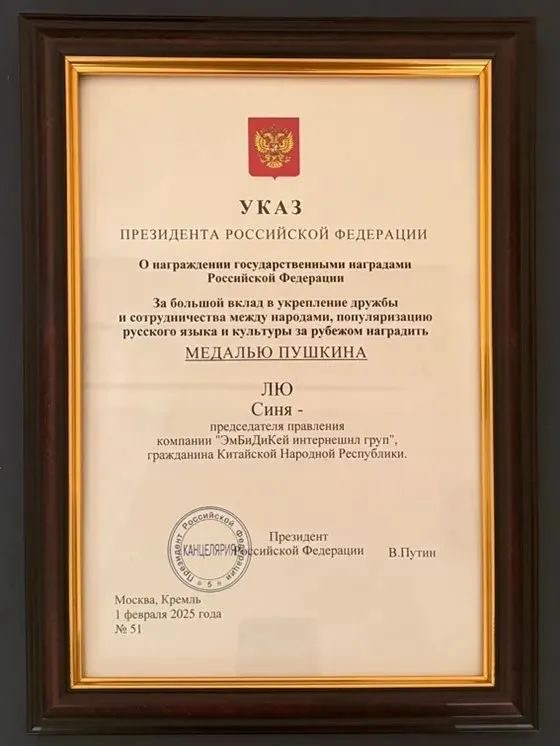 УКАЗ
ПРЕЗИДЕНТА РОССИЙСКОЙ ФЕДЕРАЦИИ
О награждении государственными наградами
Российской Федерации
За большой вклад в укрепление дружбы
и сотрудничества между народами, популяризацию
русского языка и культуры за рубежом наградить
МЕДАЛЬЮ ПУШКИНА
ЛЮ
Синя -
председателя правления
компании "ЭмБиДиКей интернешнл груп",
гражданина Китайской Народной Республики.
Президент Российской Федерации
КАНЦЕЛЯРИЯ
5
Президент
Российской Федерации
В.Путин
Москва, Кремль
1 февраля 2025 года
№ 51